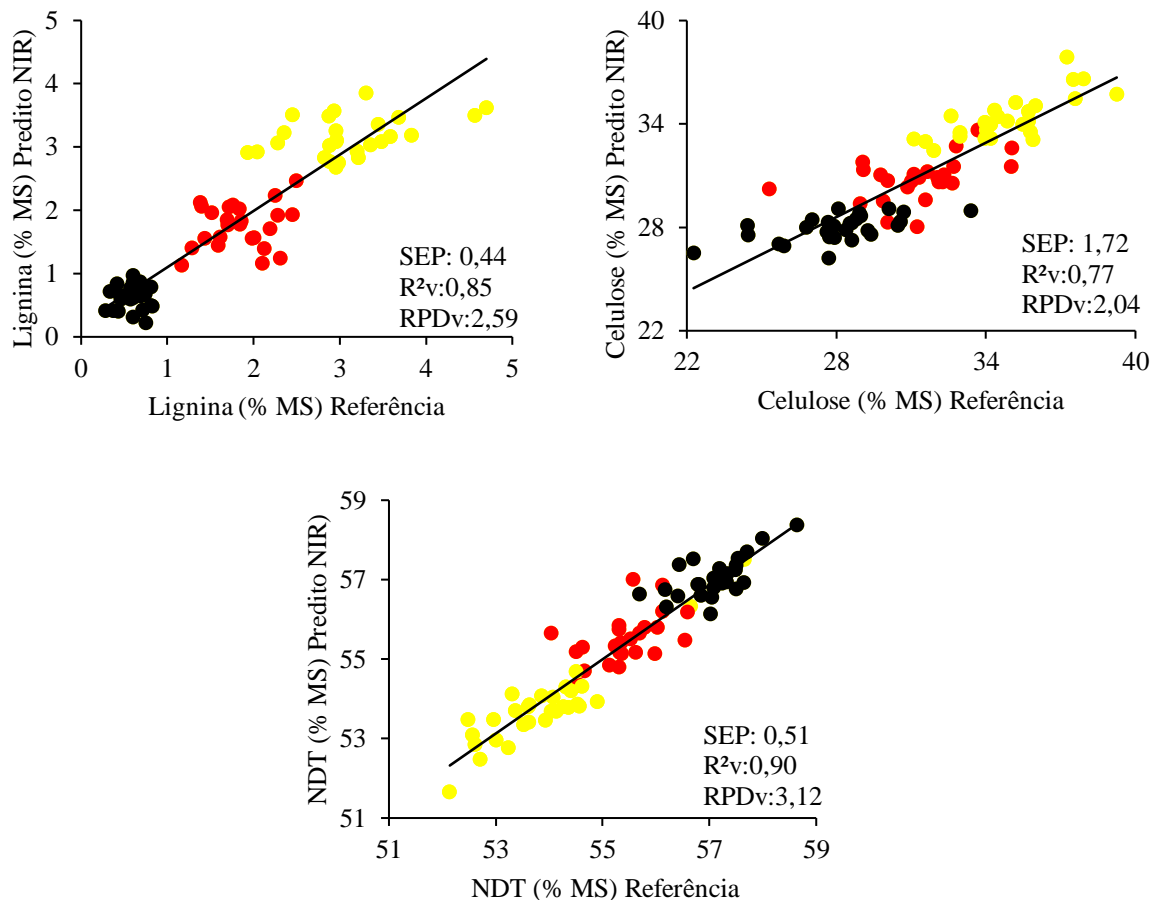 Lignina (% MS) Predito NIR)
5
4
3
2
1
0
SEP: 0,44
R²v:0,85
RPDv:2,59
0 1 2 3 4 5
Lignina (% MS) Referência
Celulose (% MS) Predito NIR)
40
34
28
22
SEP: 1,72
R²v:0,77
RPDv:2,04
22 28 34 40
Celulose (% MS) Referência
NDT (% MS) Predito NIR)
59
57
55
53
51
SEP: 0,51
R²v:0,90
RPDv:3,12
51 53 55 57 59
NDT (% MS) Referência